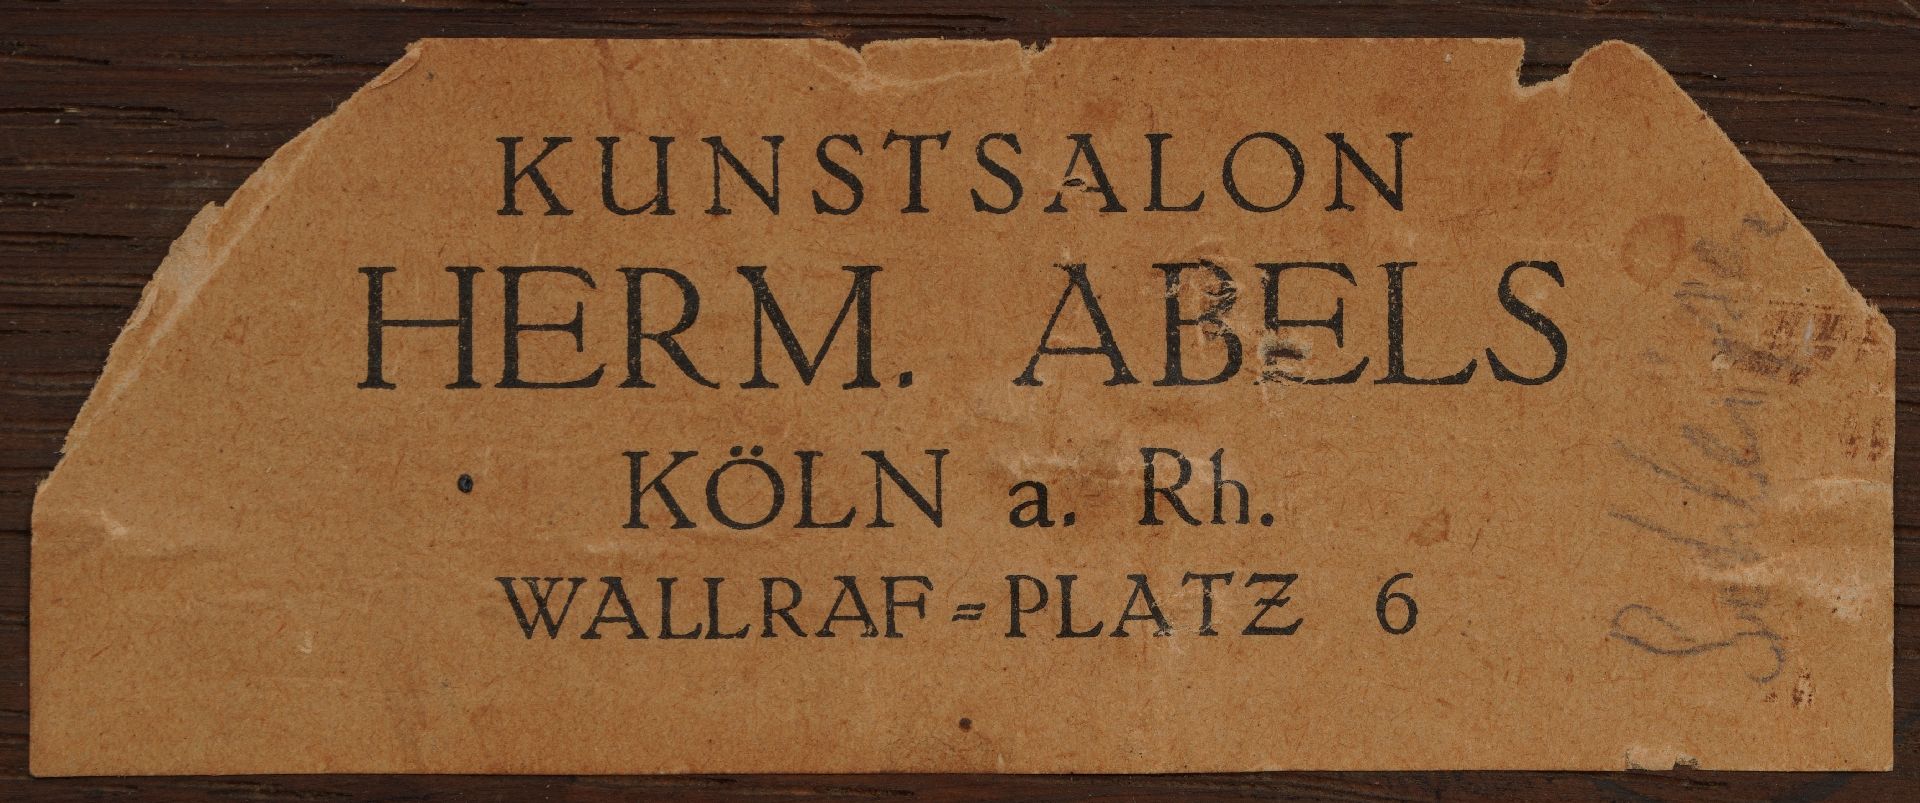 KUNSTSALON
HERM. ABELS
KÖLN a. Rh.
WALLRAF=PLATZ 6